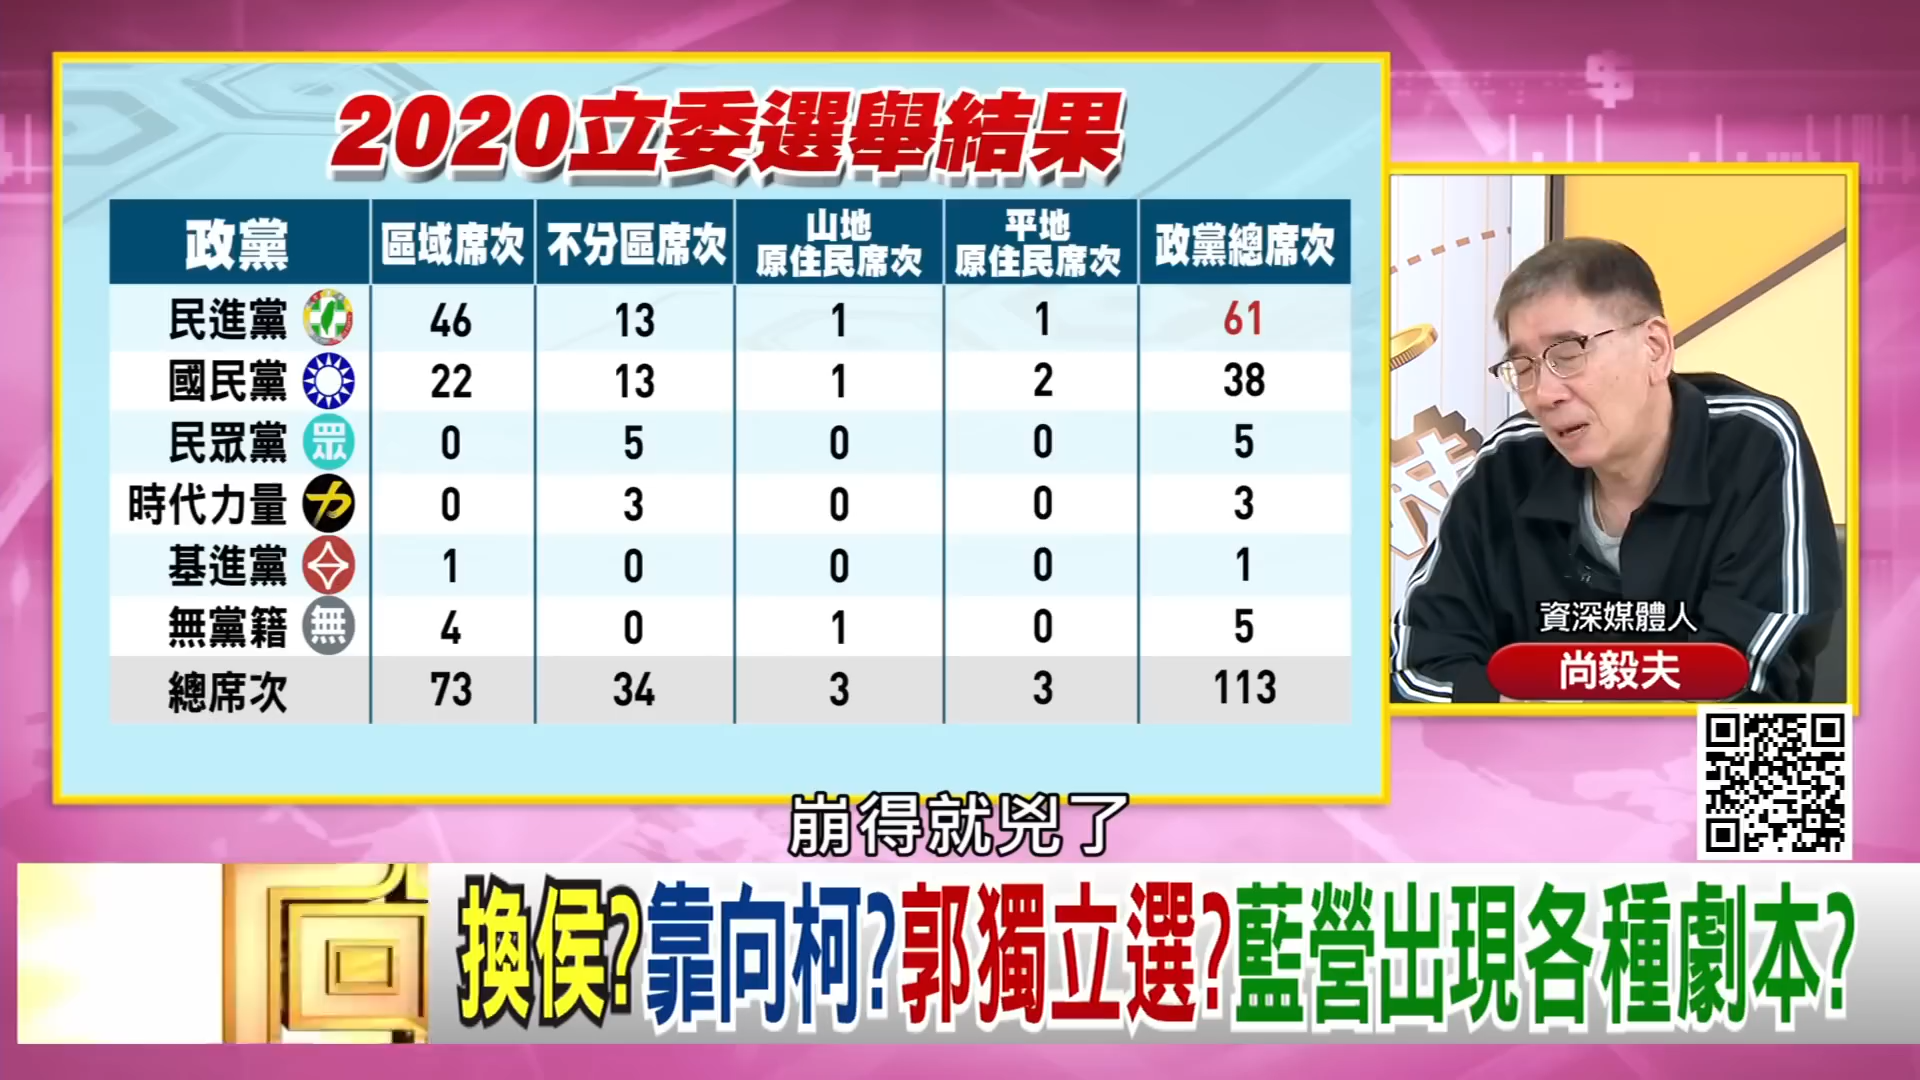 2020立委選舉結果
政黨 區域席次 不分區席次 山地原住民席次 平地原住民席次 政黨總席次
民進黨 46 13 1 1 61
國民黨 22 13 1 2 38
民眾黨 眾 0 5 0 0 5
時代力量 力 0 3 0 0 3
基進黨 1 0 0 0 1
無黨籍 無 4 0 1 0 5
總席次 73 34 3 3 113
資深媒體人
尚毅夫
崩得就兇了
換侯?靠向柯?郭獨立選?藍營出現各種劇本?